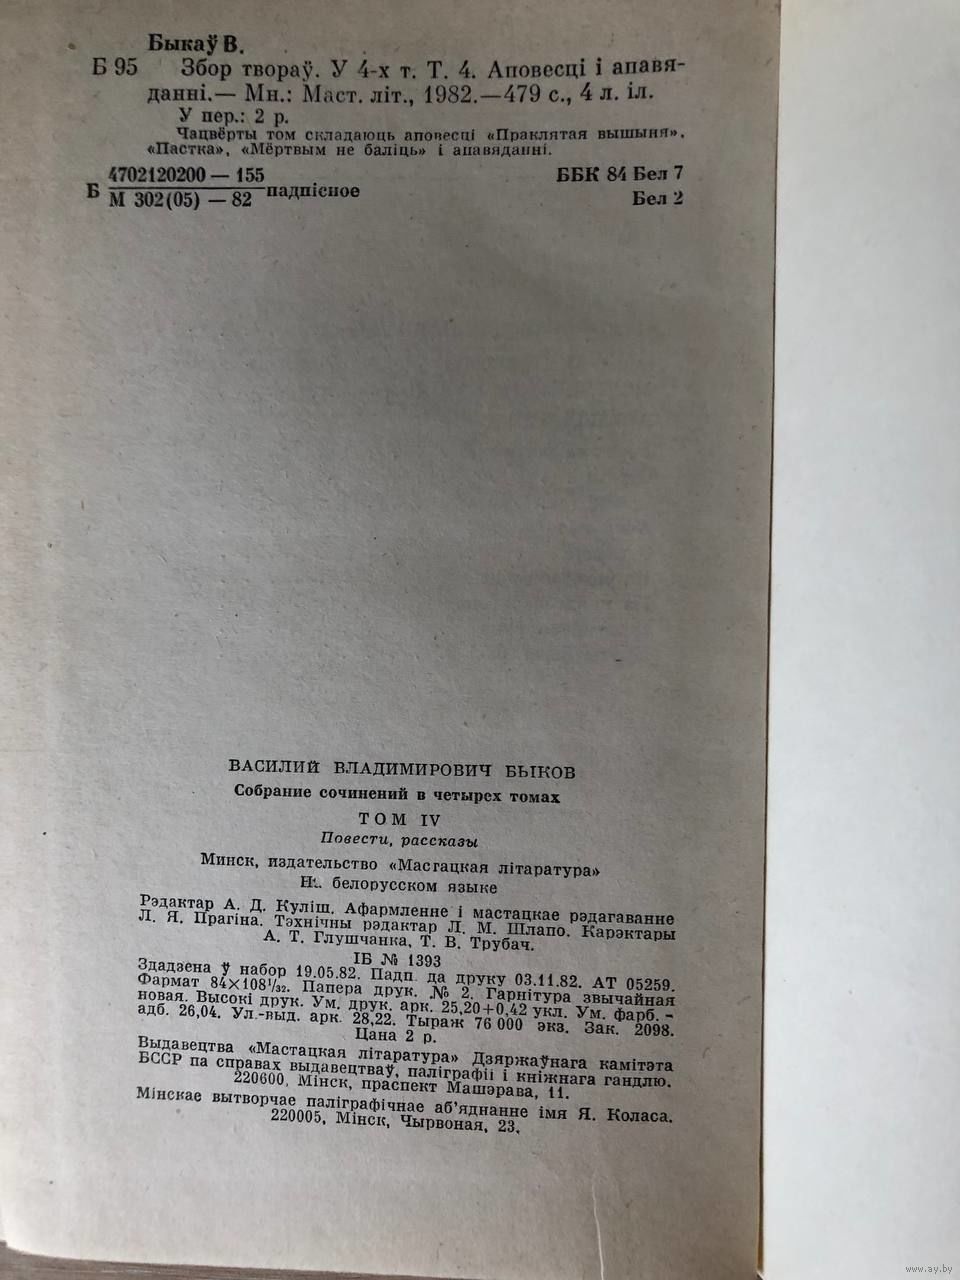 Быкаў В.
Б 95 Збор твораў. У 4-х т. Т. 4. Аповесці і апавя-
данні.— Мн.: Маст. літ., 1982.—479 с., 4 л. іл.
У пер.: 2 р.
Чацвёрты том складаюць аповесці «Праклятая вышыня»,
«Пастка», «Мёртвым не баліць» і апавяданні.
4702120200 — 155
Б падпіснoe
М 302(05) — 82
ББК 84 Бел 7
Бел 2
ВАСИЛИЙ ВЛАДИМИРОВИЧ БЫКОВ
Собрание сочинений в четырех томах
ТОМ IV
Повести, рассказы
Минск, издательство «Мастацкая літаратура»
На белорусском языке
Рэдактар А. Д. Куліш. Афармленне і мастацкае рэдагаванне
Л. Я. Прагіна. Тэхнічны рэдактар Л. М. Шлапо. Карэктары
А. Т. Глушчанка, Т. В. Трубач.
ІБ № 1393
Здадзена ў набор 19.05.82. Падп. да друку 03.11.82. АТ 05259.
Фармат 84×108¹/₃₂. Папера друк. № 2. Гарнітура звычайная
новая. Высокі друк. Ум. друк. арк. 25,20+0,42 укл. Ум. фарб.-
адб. 26,04. Ул.-выд. арк. 28,22. Тыраж 76 000 экз. Зак. 2098.
Цана 2 р.
Выдавецтва «Мастацкая літаратура» Дзяржаўнага камітэта
БССР па справах выдавецтваў, паліграфіі і кніжнага гандлю.
220600, Мінск, праспект Машэрава, 11.
Мінскае вытворчае паліграфічнае аб'яднанне імя Я. Коласа.
220005, Мінск, Чырвоная, 23.
www.ay.by